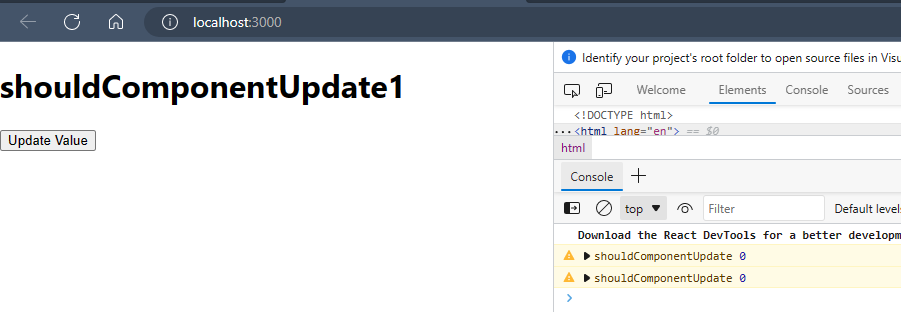 localhost:3000
shouldComponentUpdate1
Update Value
Identify your project's root folder to open source files in Visu
Welcome Elements Console Sources
<!DOCTYPE html>
...<html lang="en"> == $0
html
Console
top Filter Default levels
Download the React DevTools for a better developm
shouldComponentUpdate 0
shouldComponentUpdate 0